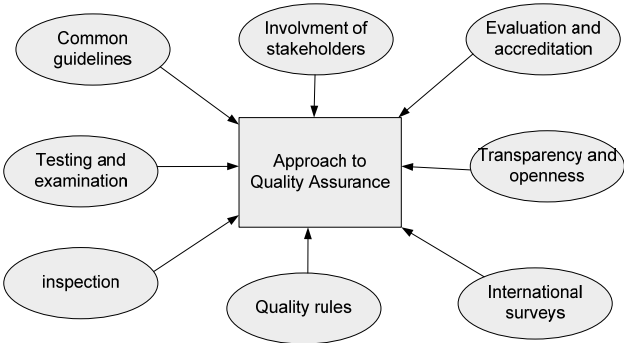 Common
guidelines
Involvment of
stakeholders
Evaluation and
accreditation
Testing and
examination
Approach to
Quality Assurance
Transparency and
openness
inspection
Quality rules
International
surveys